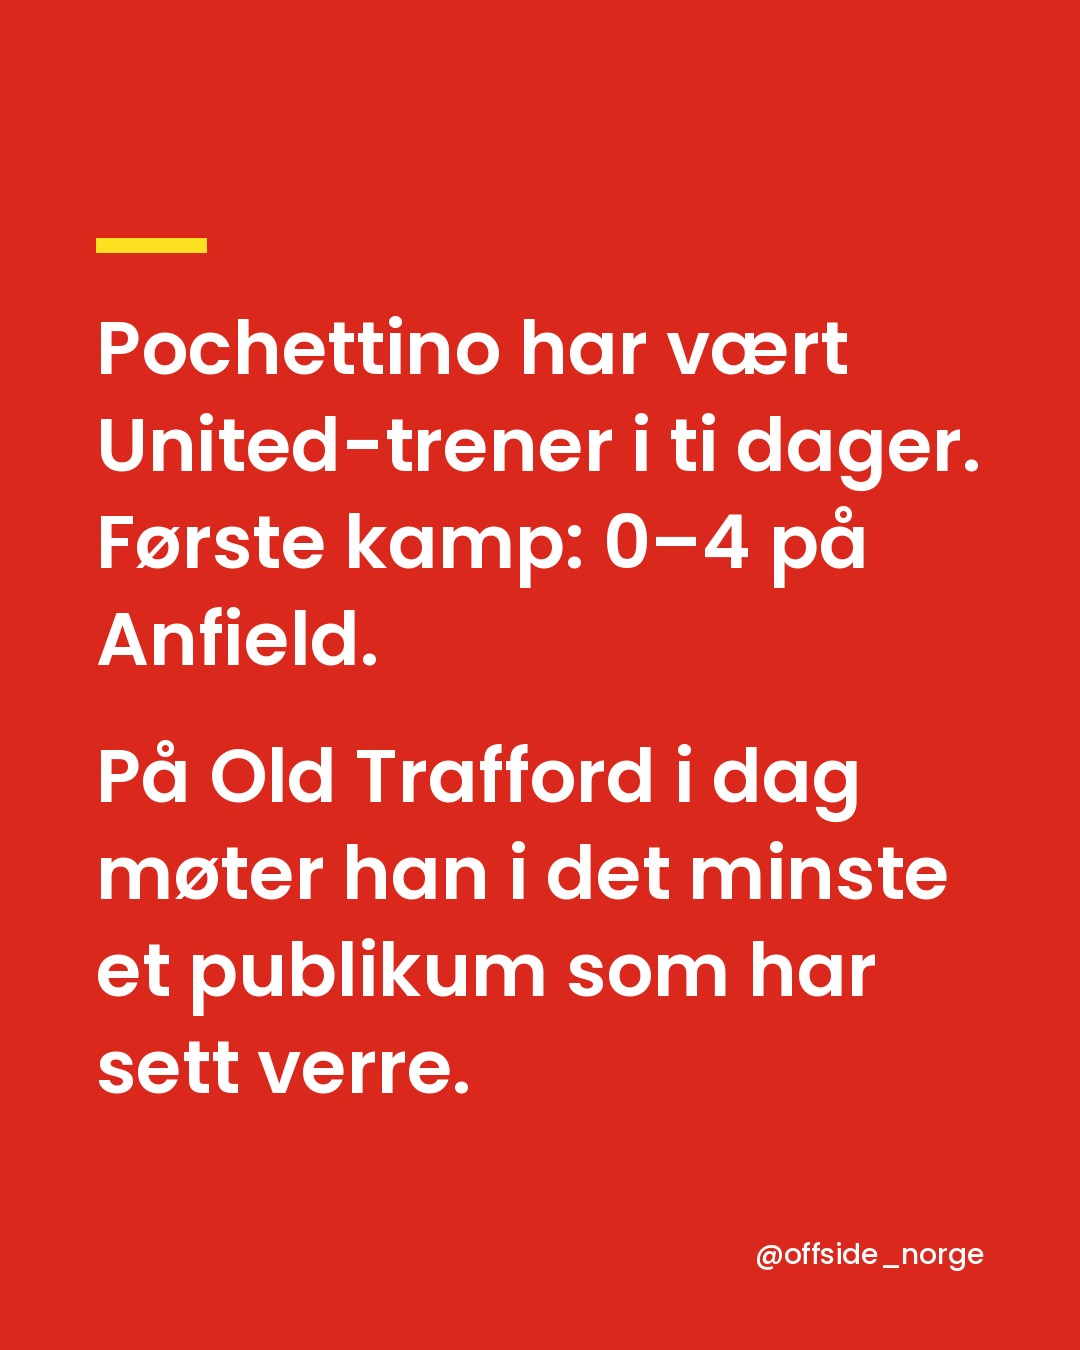 Pochettino har vært
United-trener i ti dager.
Første kamp: 0–4 på
Anfield.
På Old Trafford i dag
møter han i det minste
et publikum som har
sett verre.
@offside_norge